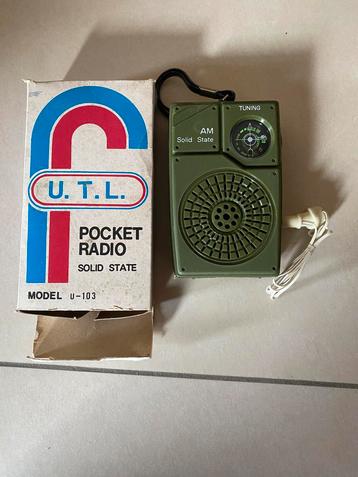 U.T.L.
POCKET
RADIO
SOLID STATE
MODEL U-103
TUNING
AM
Solid State